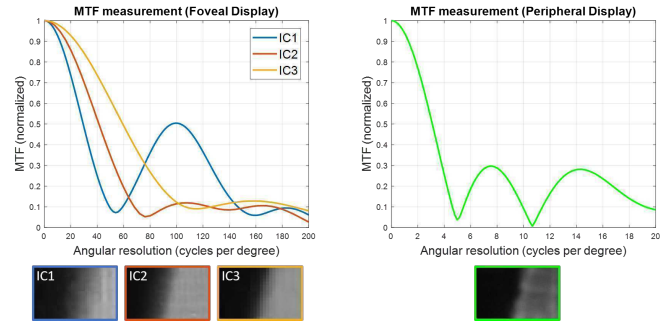 MTF measurement (Foveal Display)
MTF (normalized)
1
0.9
0.8
0.7
0.6
0.5
0.4
0.3
0.2
0.1
0
IC1
IC2
IC3
0 20 40 60 80 100 120 140 160 180 200
Angular resolution (cycles per degree)
IC1
IC2
IC3
MTF measurement (Peripheral Display)
MTF (normalized)
1
0.9
0.8
0.7
0.6
0.5
0.4
0.3
0.2
0.1
0
0 2 4 6 8 10 12 14 16 18 20
Angular resolution (cycles per degree)